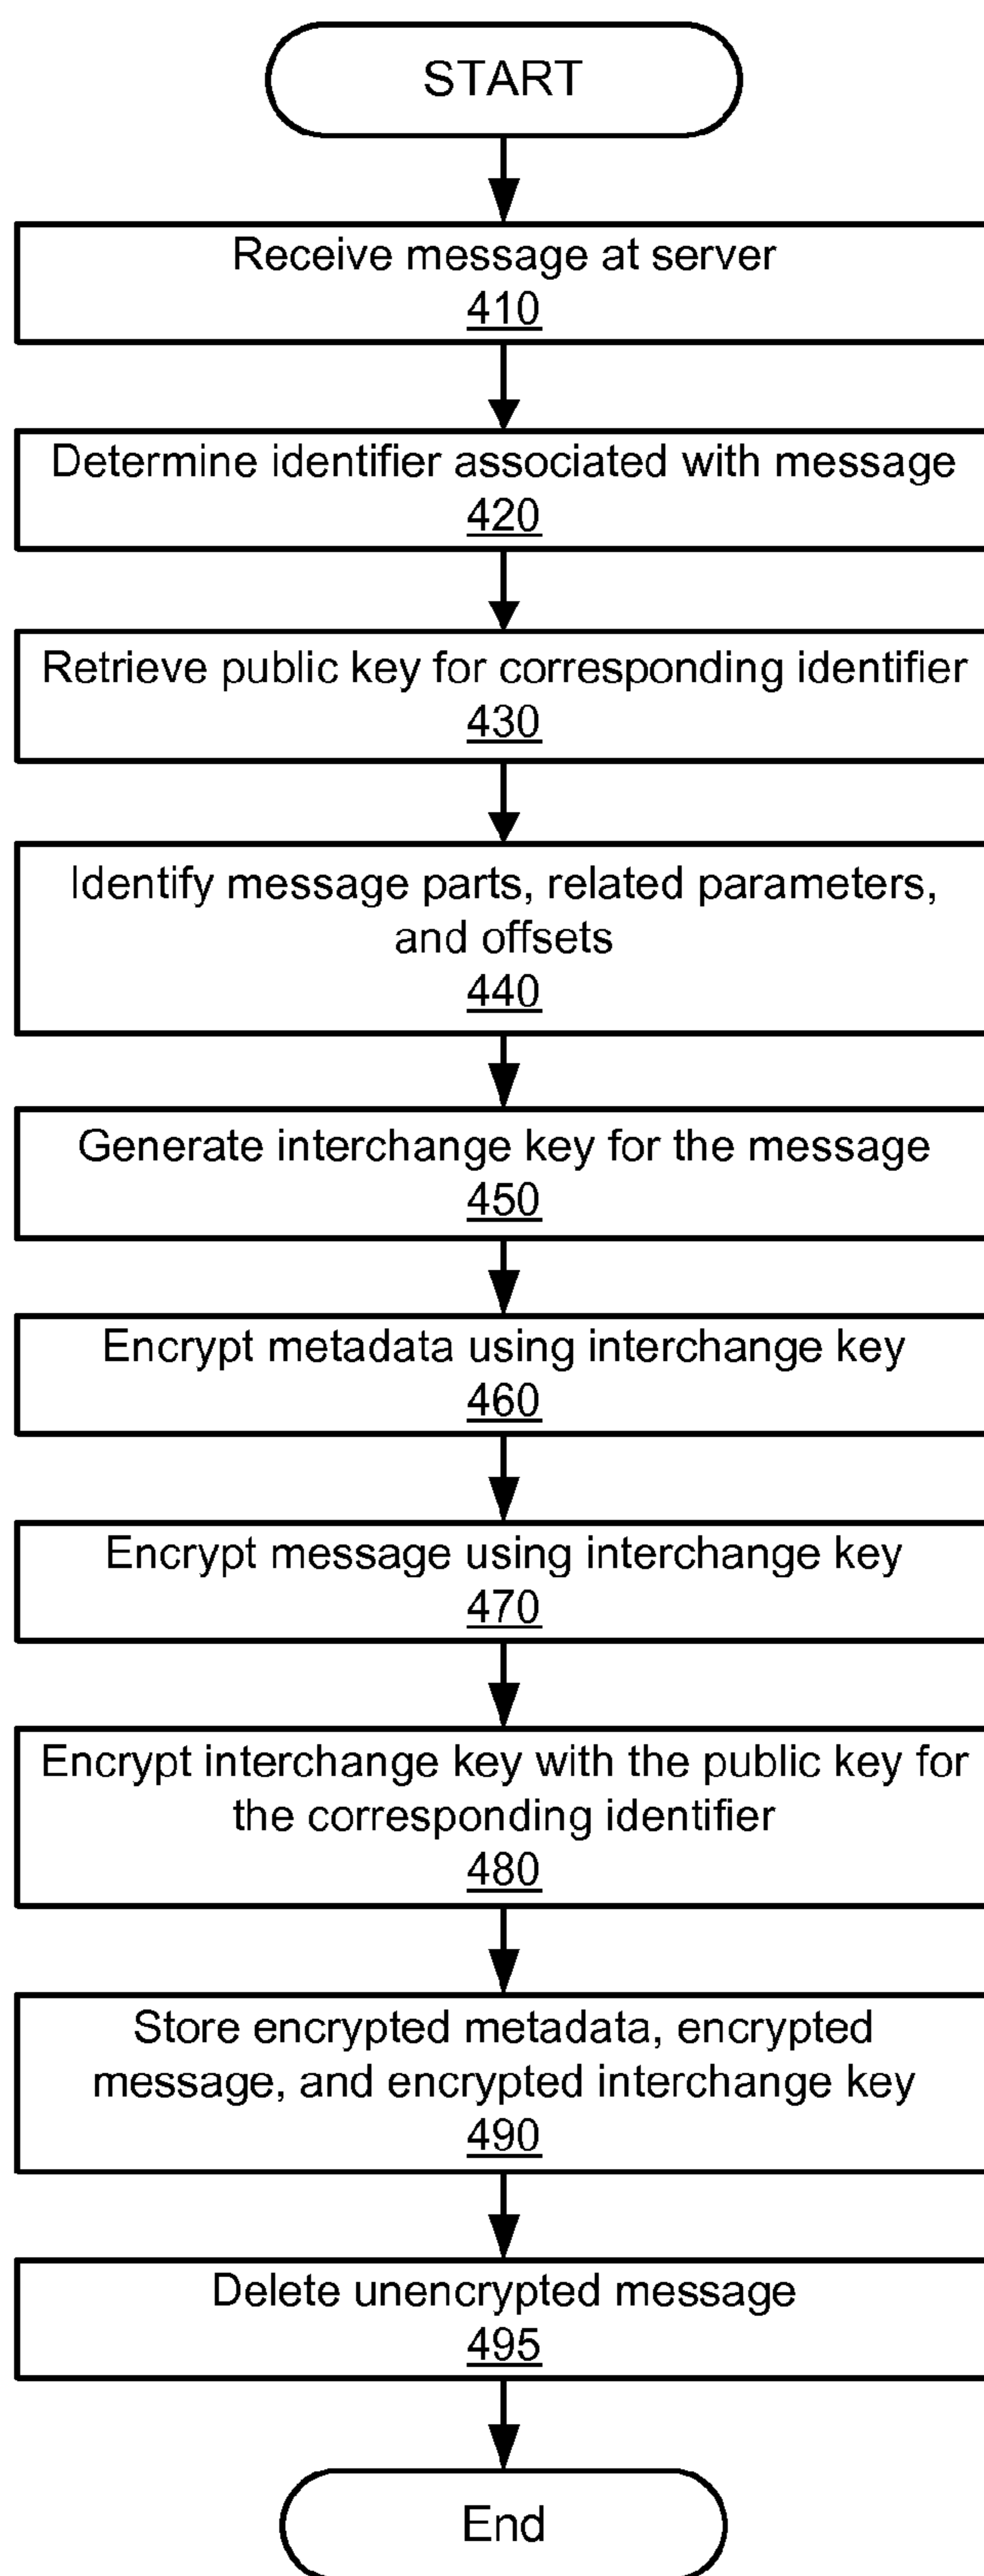 START
Receive message at server
410
Determine identifier associated with message
420
Retrieve public key for corresponding identifier
430
Identify message parts, related parameters,
and offsets
440
Generate interchange key for the message
450
Encrypt metadata using interchange key
460
Encrypt message using interchange key
470
Encrypt interchange key with the public key for
the corresponding identifier
480
Store encrypted metadata, encrypted
message, and encrypted interchange key
490
Delete unencrypted message
495
End